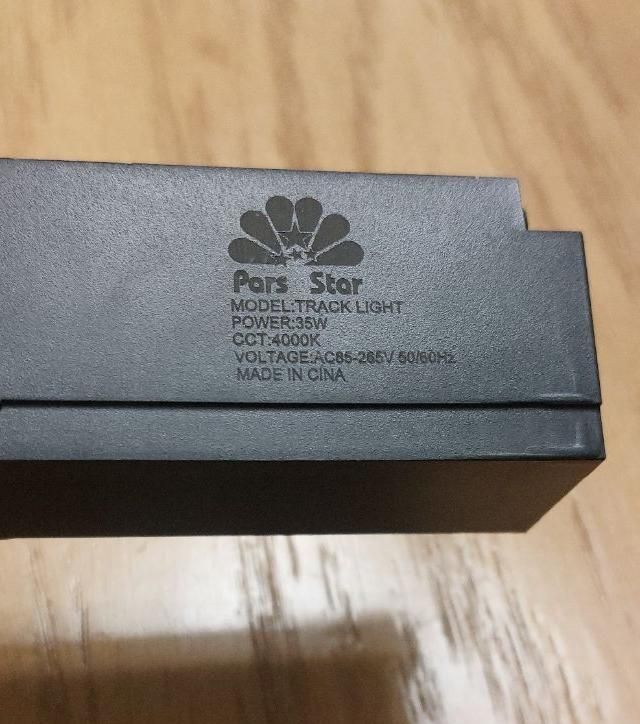 Pars Star
MODEL:TRACK LIGHT
POWER:35W
CCT:4000K
VOLTAGE:AC85-265V 50/60Hz
MADE IN CINA